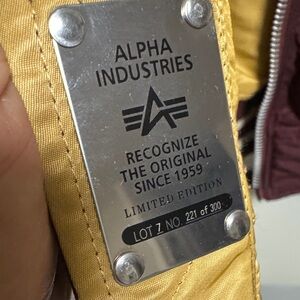 ALPHA
INDUSTRIES
RECOGNIZE
THE ORIGINAL
SINCE 1959
LIMITED EDITION
LOT 7 NO. 221 of 300